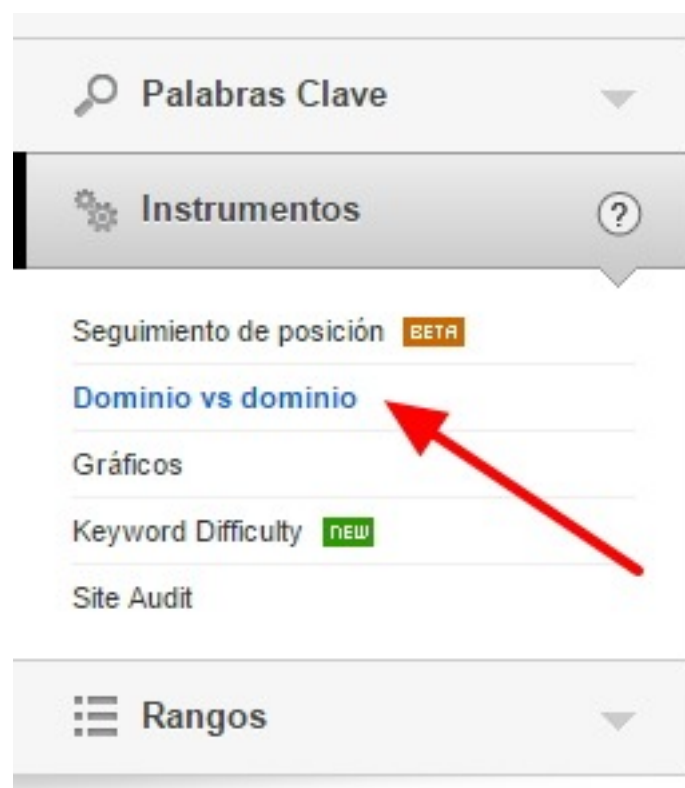 Palabras Clave
Instrumentos ?
Seguimiento de posición BETA
Dominio vs dominio
Gráficos
Keyword Difficulty NEW
Site Audit
Rangos